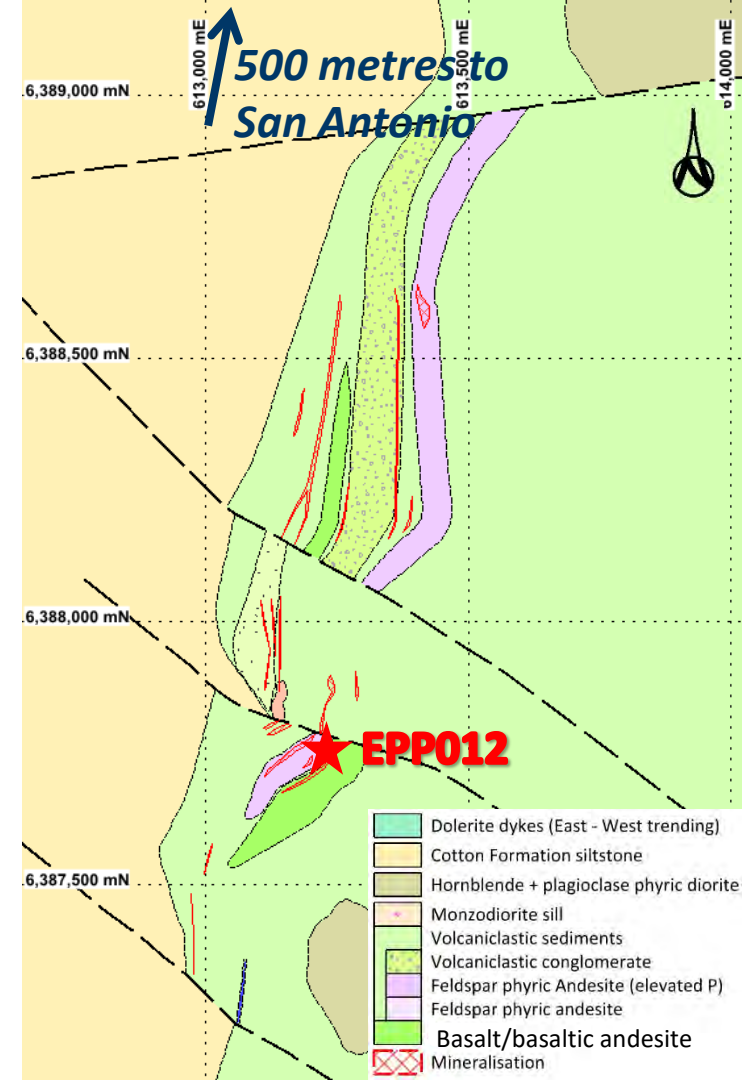 613,000 mE
613,500 mE
614,000 mE
500 metres to
San Antonio
6,389,000 mN
N
6,388,500 mN
6,388,000 mN
EPP012
6,387,500 mN
Dolerite dykes (East - West trending)
Cotton Formation siltstone
Hornblende + plagioclase phyric diorite
Monzodiorite sill
Volcaniclastic sediments
Volcaniclastic conglomerate
Feldspar phyric Andesite (elevated P)
Feldspar phyric andesite
Basalt/basaltic andesite
Mineralisation